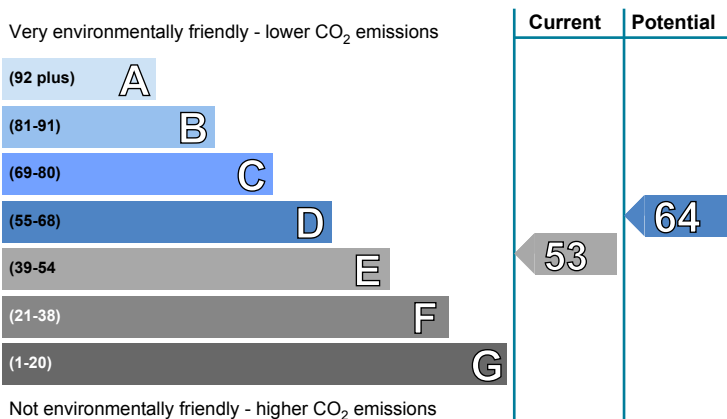 Very environmentally friendly - lower CO2 emissions
Current
Potential
(92 plus) A
(81-91) B
(69-80) C
(55-68) D
64
(39-54 E
53
(21-38) F
(1-20) G
Not environmentally friendly - higher CO2 emissions